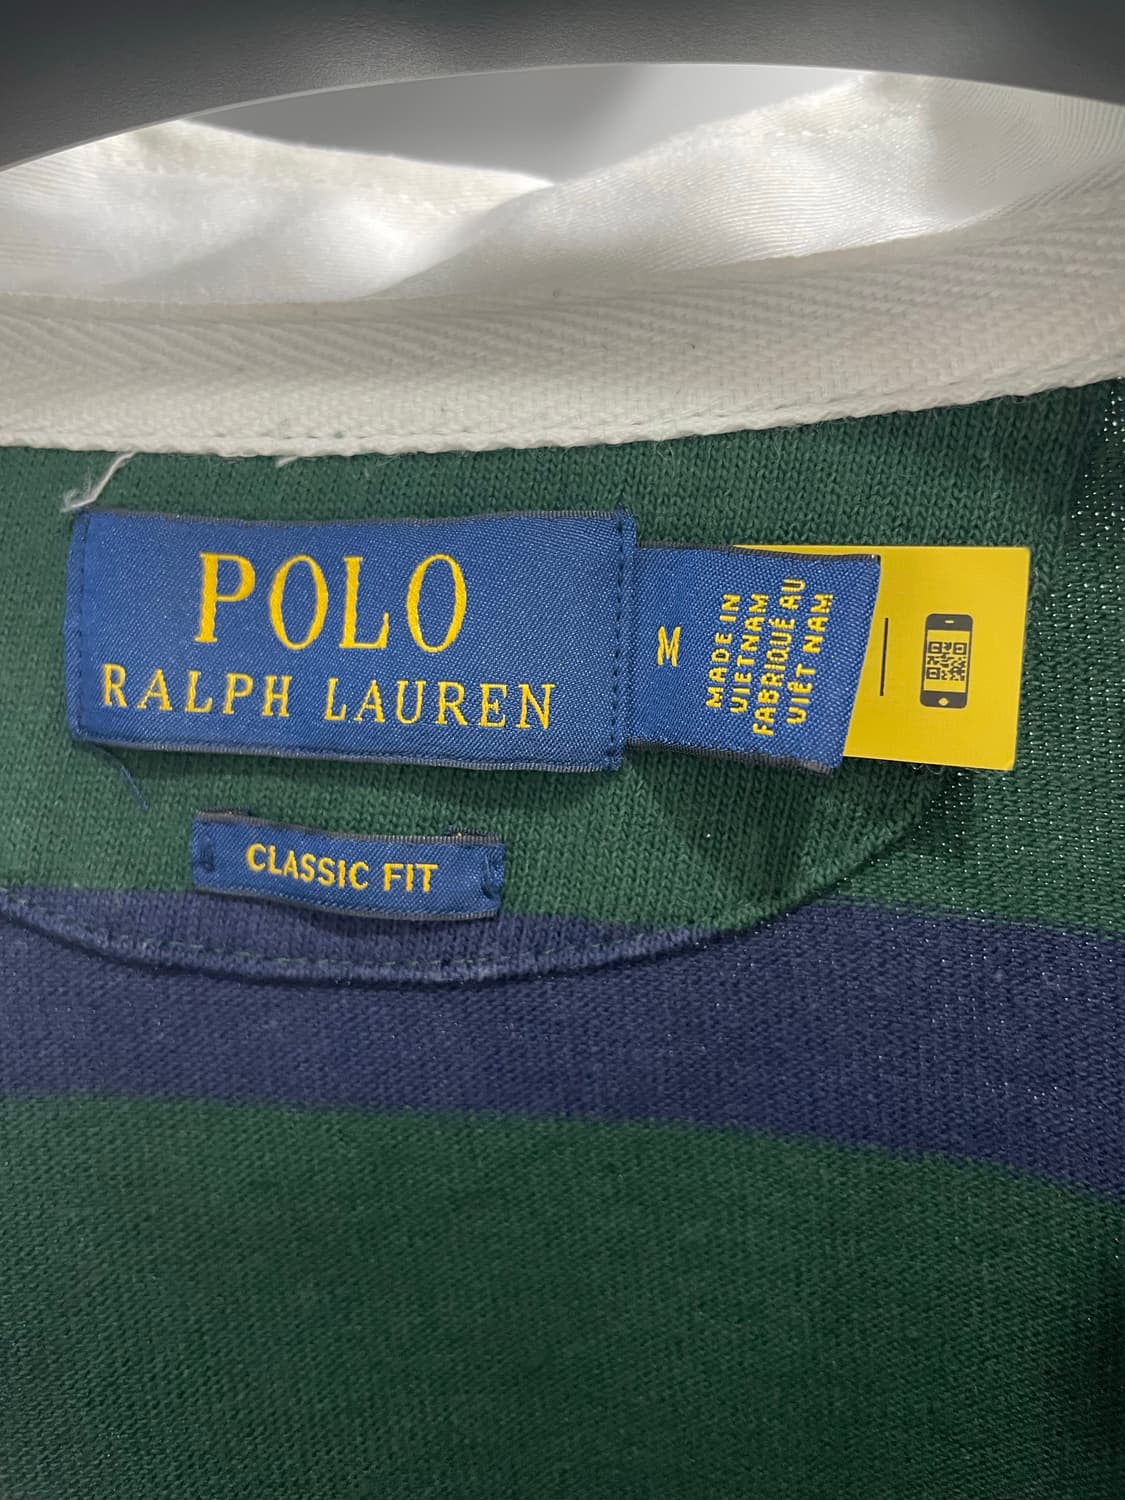 POLO
RALPH LAUREN
M
MADE IN
VIETNAM
FABRIQUÉ AU
VIÊT NAM
CLASSIC FIT